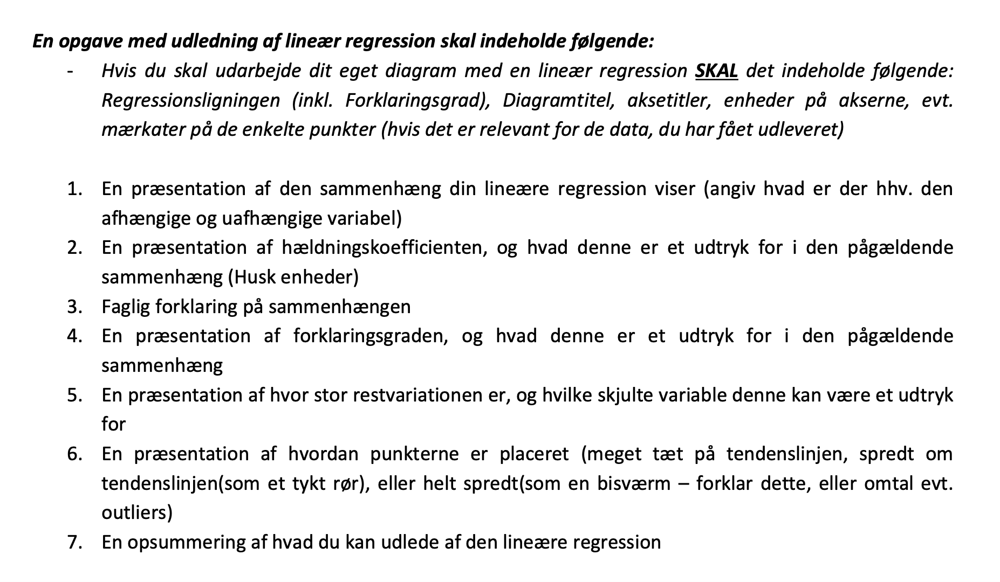 En opgave med udledning af lineær regression skal indeholde følgende:
- Hvis du skal udarbejde dit eget diagram med en lineær regression SKAL det indeholde følgende:
Regressionsligningen (inkl. Forklaringsgrad), Diagramtitel, aksetitler, enheder på akserne, evt.
mærkater på de enkelte punkter (hvis det er relevant for de data, du har fået udleveret)
1. En præsentation af den sammenhæng din lineære regression viser (angiv hvad er der hhv. den
afhængige og uafhængige variabel)
2. En præsentation af hældningskoefficienten, og hvad denne er et udtryk for i den pågældende
sammenhæng (Husk enheder)
3. Faglig forklaring på sammenhængen
4. En præsentation af forklaringsgraden, og hvad denne er et udtryk for i den pågældende
sammenhæng
5. En præsentation af hvor stor restvariationen er, og hvilke skjulte variable denne kan være et udtryk
for
6. En præsentation af hvordan punkterne er placeret (meget tæt på tendenslinjen, spredt om
tendenslinjen(som et tykt rør), eller helt spredt(som en bisværm – forklar dette, eller omtal evt.
outliers)
7. En opsummering af hvad du kan udlede af den lineære regression